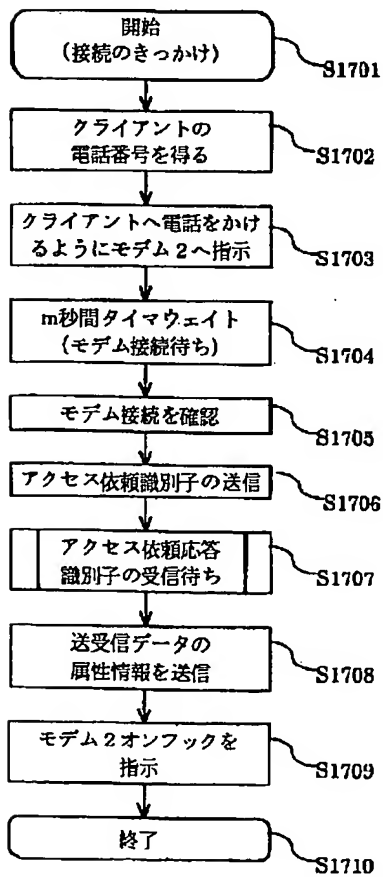 開始
(接続のきっかけ)
S1701
クライアントの
電話番号を得る
S1702
クライアントへ電話をかけ
るようにモデム2へ指示
S1703
m秒間タイマウェイト
(モデム接続待ち)
S1704
モデム接続を確認
S1705
アクセス依頼識別子の送信
S1706
アクセス依頼応答
識別子の受信待ち
S1707
送受信データの
属性情報を送信
S1708
モデム2オンフックを
指示
S1709
終了
S1710